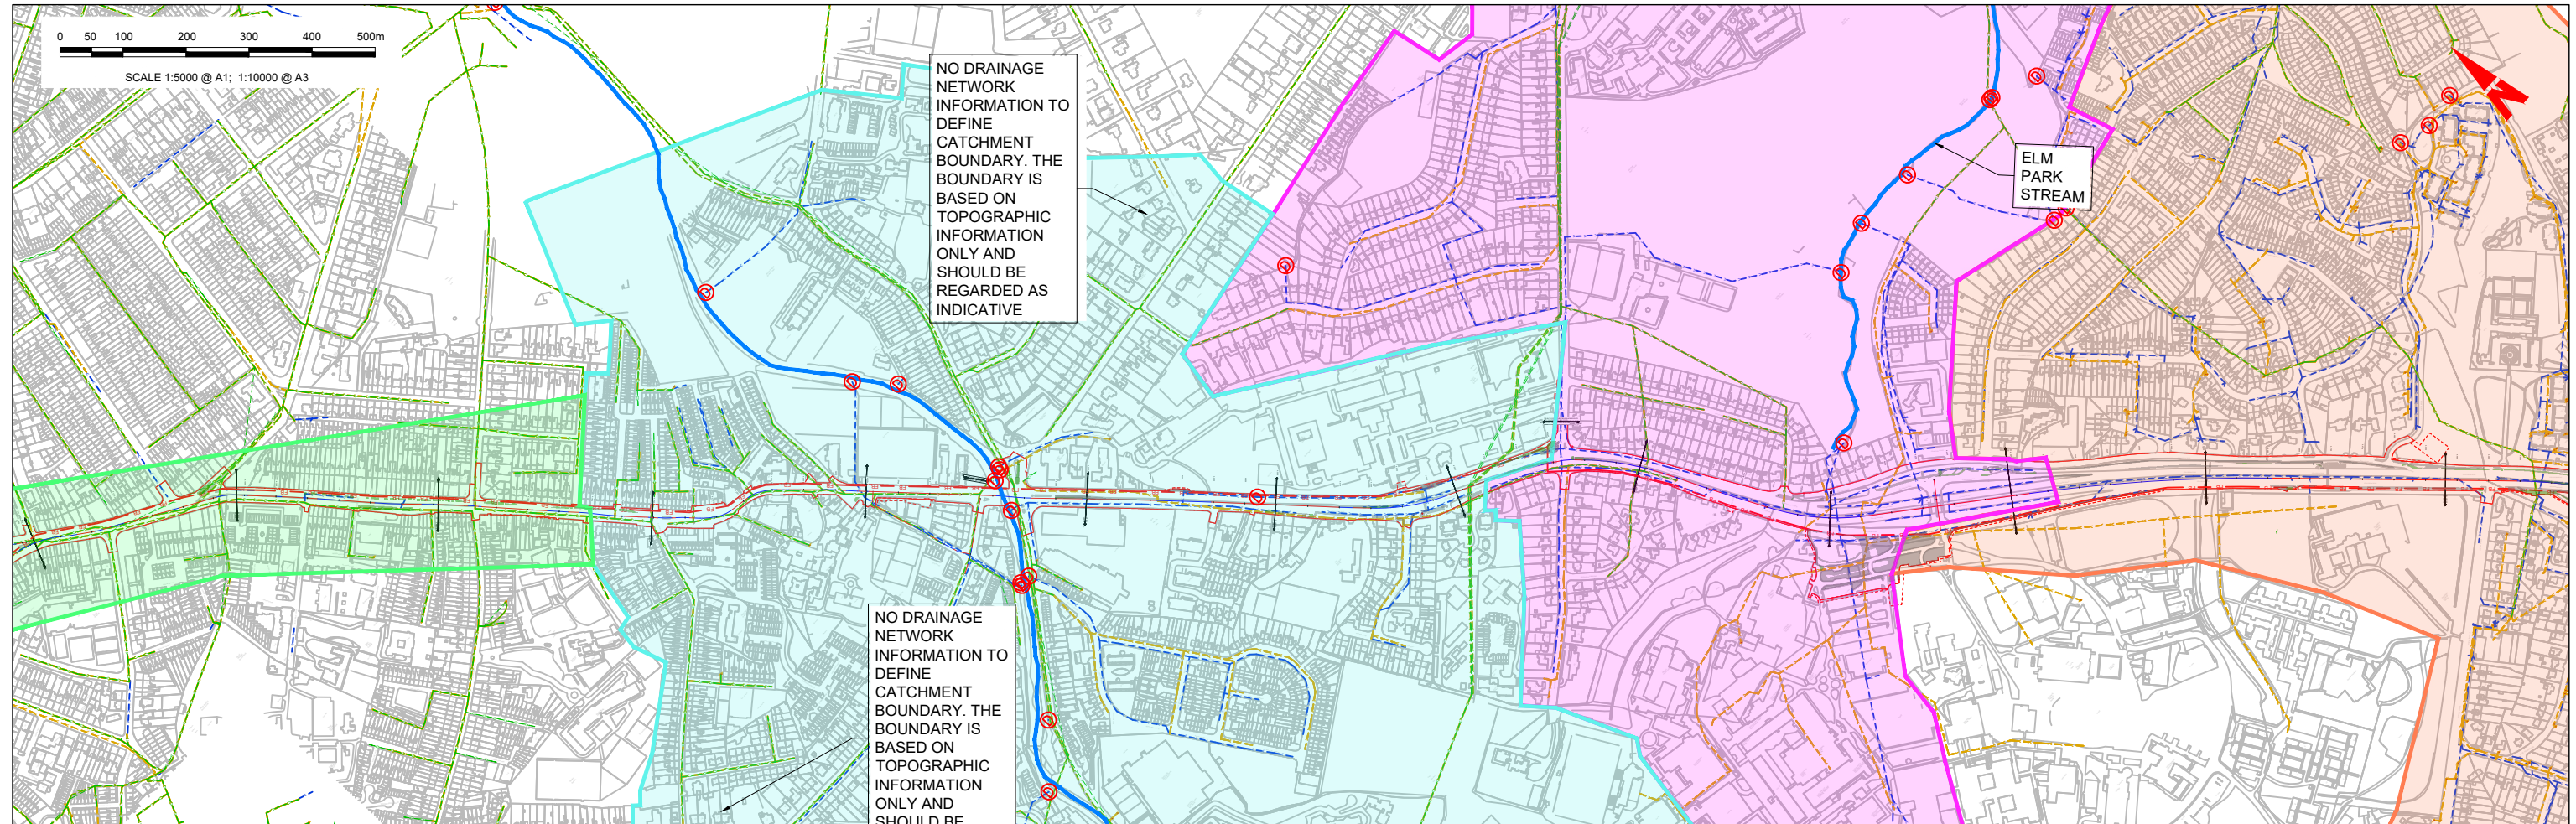 0 50 100 200 300 400 500m
SCALE 1:5000 @ A1; 1:10000 @ A3
NO DRAINAGE
NETWORK
INFORMATION TO
DEFINE
CATCHMENT
BOUNDARY. THE
BOUNDARY IS
BASED ON
TOPOGRAPHIC
INFORMATION
ONLY AND
SHOULD BE
REGARDED AS
INDICATIVE
ELM
PARK
STREAM
N
NO DRAINAGE
NETWORK
INFORMATION TO
DEFINE
CATCHMENT
BOUNDARY. THE
BOUNDARY IS
BASED ON
TOPOGRAPHIC
INFORMATION
ONLY AND
SHOULD BE